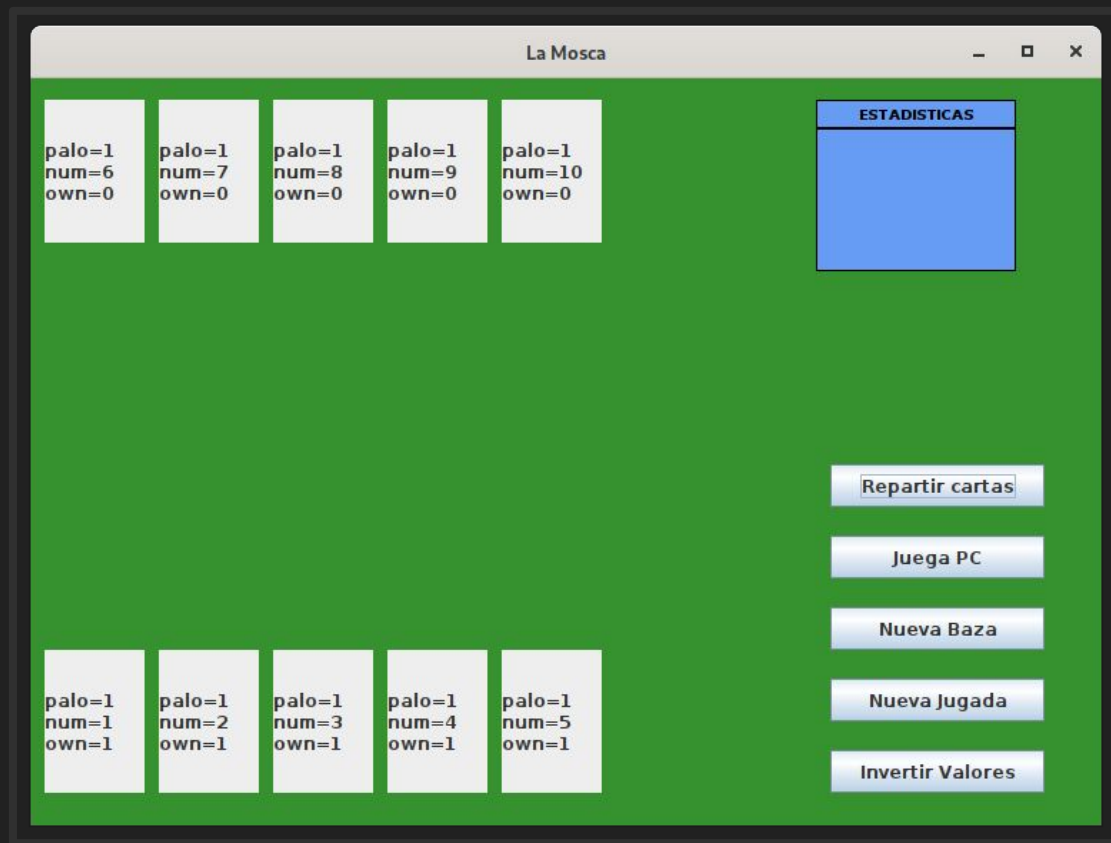 La Mosca
palo=1 palo=1 palo=1 palo=1 palo=1
num=6 num=7 num=8 num=9 num=10
own=0 own=0 own=0 own=0 own=0
ESTADISTICAS
Repartir cartas
Juega PC
Nueva Baza
Nueva Jugada
Invertir Valores
palo=1 palo=1 palo=1 palo=1 palo=1
num=1 num=2 num=3 num=4 num=5
own=1 own=1 own=1 own=1 own=1